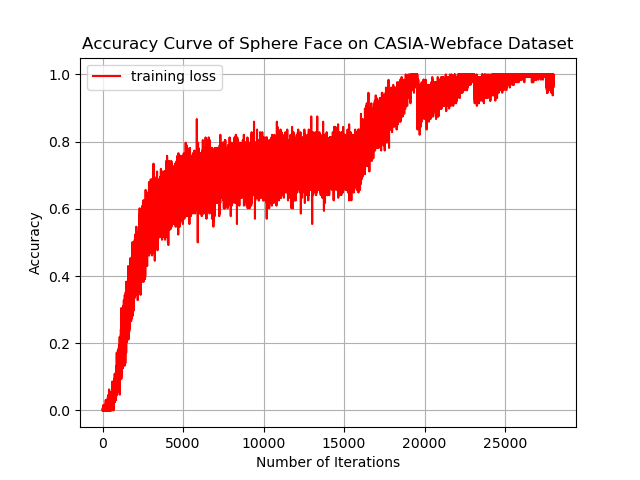 Accuracy Curve of Sphere Face on CASIA-Webface Dataset
training loss
1.0
0.8
0.6
0.4
0.2
0.0
Accuracy
0 5000 10000 15000 20000 25000
Number of Iterations